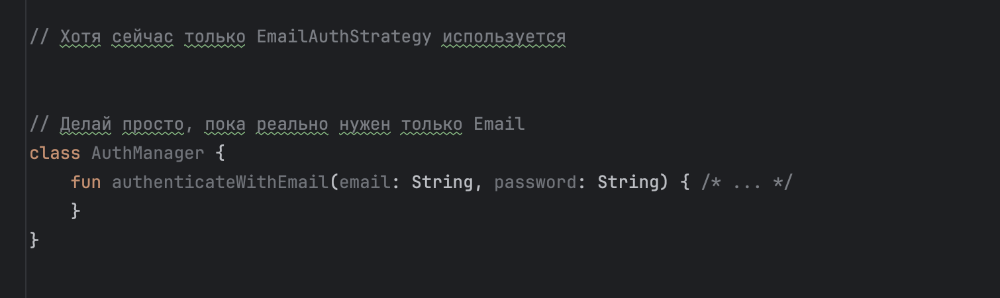 // Хотя сейчас только EmailAuthStrategy используется
// Делай просто, пока реально нужен только Email
class AuthManager {
    fun authenticateWithEmail(email: String, password: String) { /* ... */
    }
}